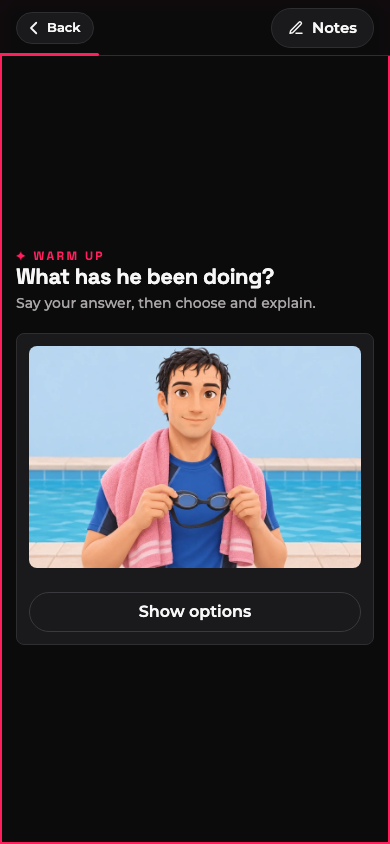 Back
Notes
WARM UP
What has he been doing?
Say your answer, then choose and explain.
Show options